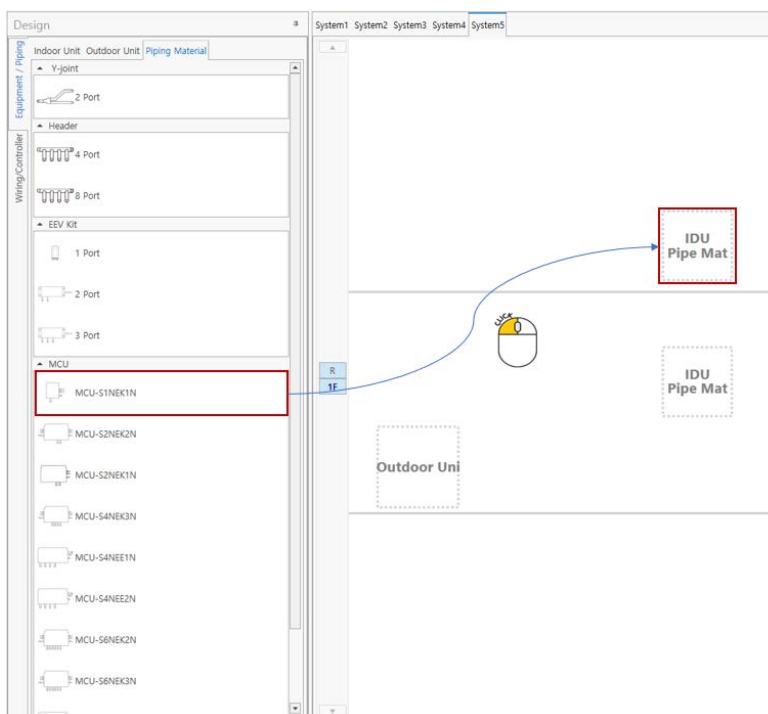 Design
System1 System2 System3 System4 System5
Equipment / Piping
Wiring/Controller
Indoor Unit Outdoor Unit Piping Material
Y-joint
2 Port
Header
4 Port
8 Port
EEV Kit
1 Port
2 Port
3 Port
MCU
MCU-S1NEK1N
MCU-S2NEK2N
MCU-S2NEK1N
MCU-S4NEK3N
MCU-S4NEE1N
MCU-S4NEE2N
MCU-S6NEK2N
MCU-S6NEK3N
R
1F
IDU
Pipe Mat
CLICK
IDU
Pipe Mat
Outdoor Uni